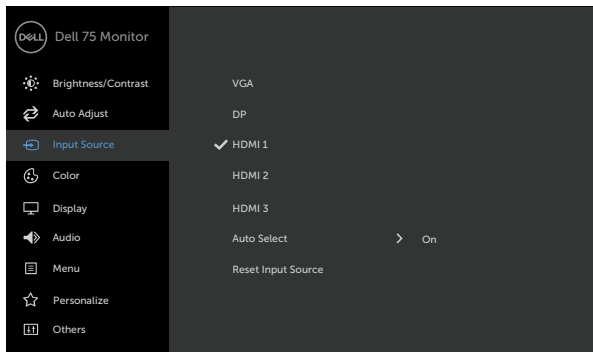 DELL Dell 75 Monitor
Brightness/Contrast VGA
Auto Adjust DP
Input Source HDMI 1
Color HDMI 2
Display HDMI 3
Audio Auto Select On
Menu Reset Input Source
Personalize
Others